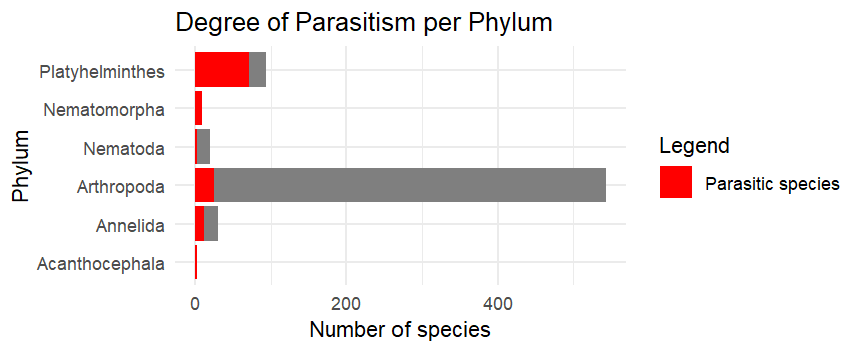 Degree of Parasitism per Phylum
Platyhelminthes
Nematomorpha
Nematoda
Arthropoda
Annelida
Acanthocephala
Phylum
0 200 400
Number of species
Legend
Parasitic species